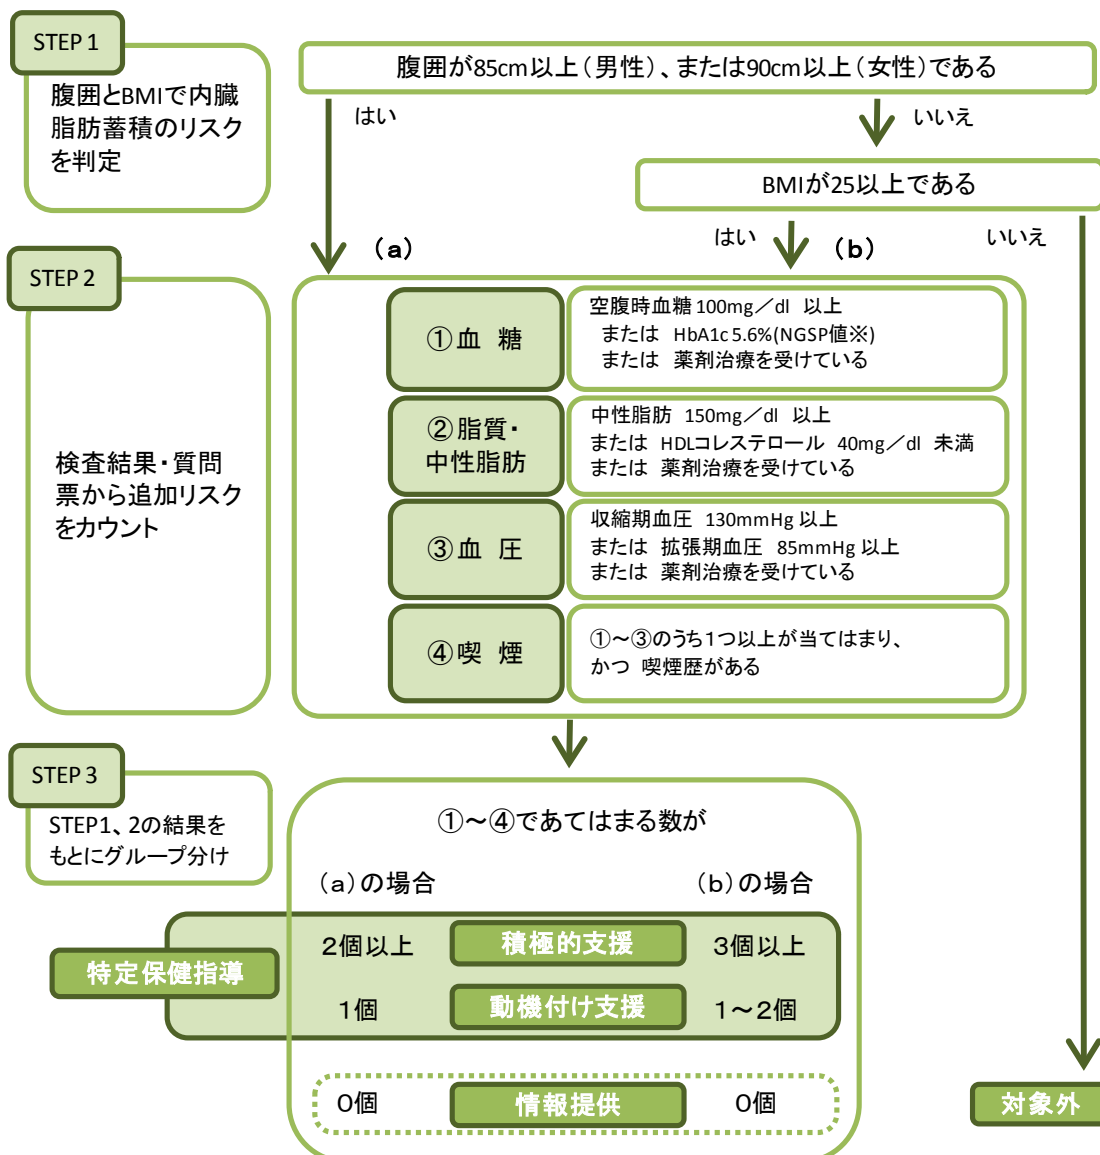 STEP 1
腹囲とBMIで内臓
脂肪蓄積のリスク
を判定
腹囲が85cm以上(男性)、または90cm以上(女性)である
はい
いいえ
BMIが25以上である
はい
いいえ
(a)
(b)
STEP 2
検査結果・質問
票から追加リスク
をカウント
①血 糖
空腹時血糖 100mg/dl 以上
または HbA1c 5.6%(NGSP値※)
または 薬剤治療を受けている
②脂質・
中性脂肪
中性脂肪 150mg/dl 以上
または HDLコレステロール 40mg/dl 未満
または 薬剤治療を受けている
③血 圧
収縮期血圧 130mmHg 以上
または 拡張期血圧 85mmHg 以上
または 薬剤治療を受けている
④喫 煙
①~③のうち1つ以上が当てはまり、
かつ 喫煙歴がある
STEP 3
STEP1、2の結果を
もとにグループ分け
①~④であてはまる数が
(a)の場合
(b)の場合
特定保健指導
2個以上
積極的支援
3個以上
1個
動機付け支援
1~2個
0個
情報提供
0個
対象外